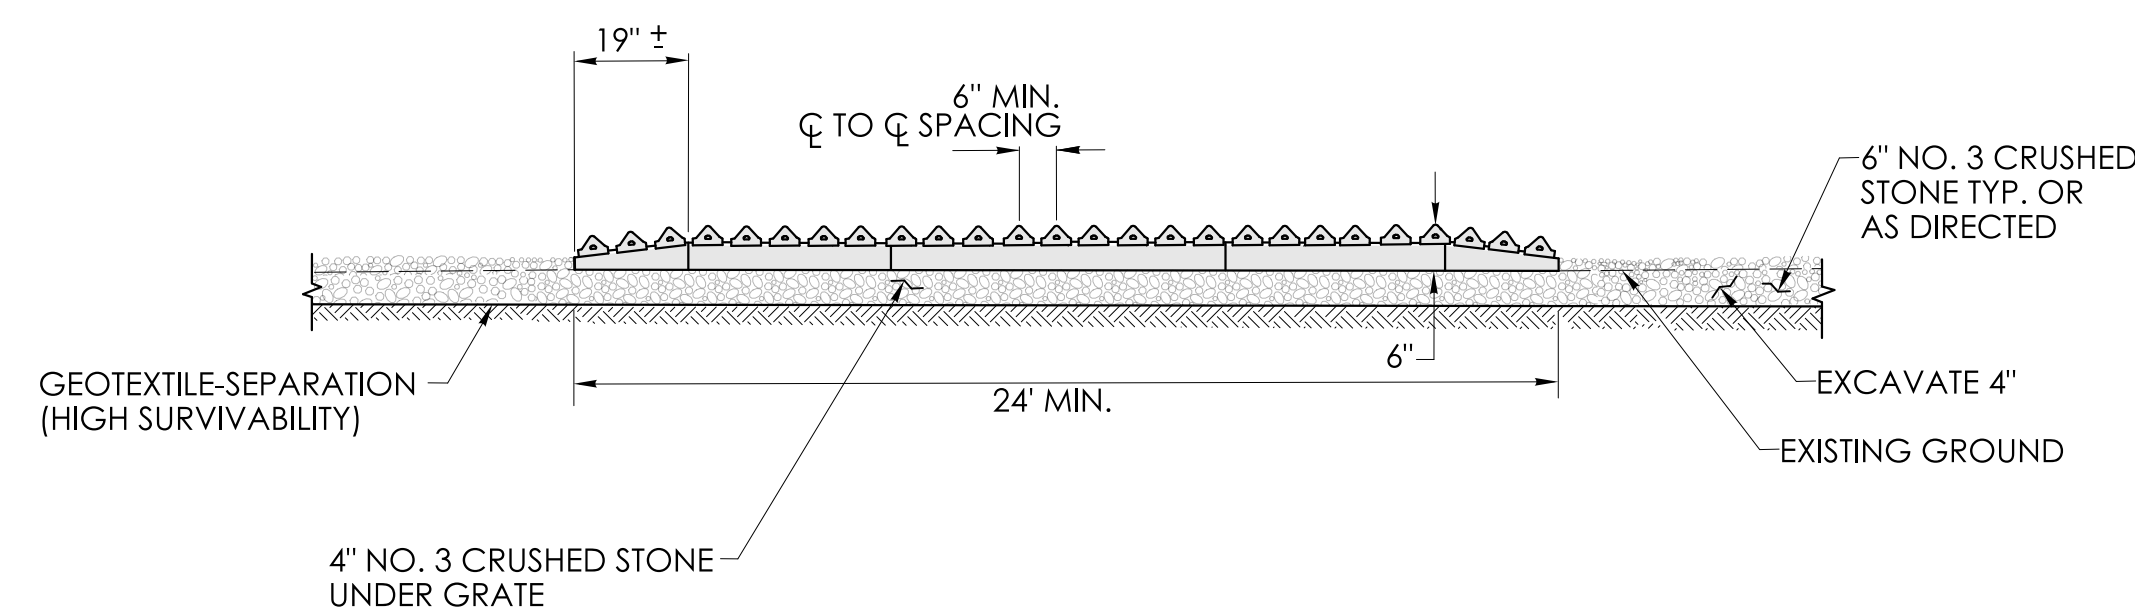 19" ±
6" MIN.
℄ TO ℄ SPACING
6" NO. 3 CRUSHED
STONE TYP. OR
AS DIRECTED
6"
GEOTEXTILE-SEPARATION
(HIGH SURVIVABILITY)
24' MIN.
EXCAVATE 4"
EXISTING GROUND
4" NO. 3 CRUSHED STONE
UNDER GRATE